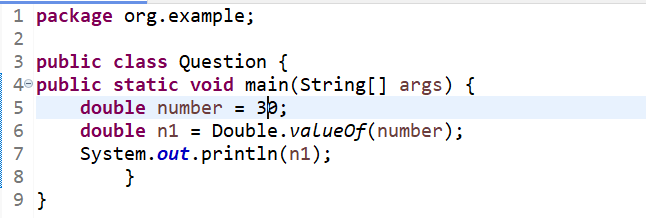 1 package org.example;
2
3 public class Question {
4 public static void main(String[] args) {
5 double number = 30;
6 double n1 = Double.valueOf(number);
7 System.out.println(n1);
8 }
9 }